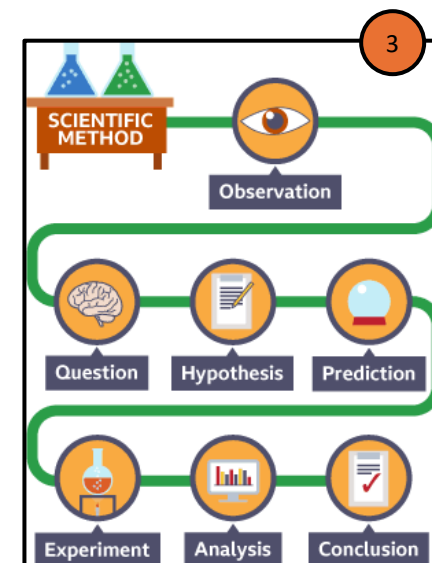 3
SCIENTIFIC
METHOD
Observation
Question Hypothesis Prediction
Experiment Analysis Conclusion